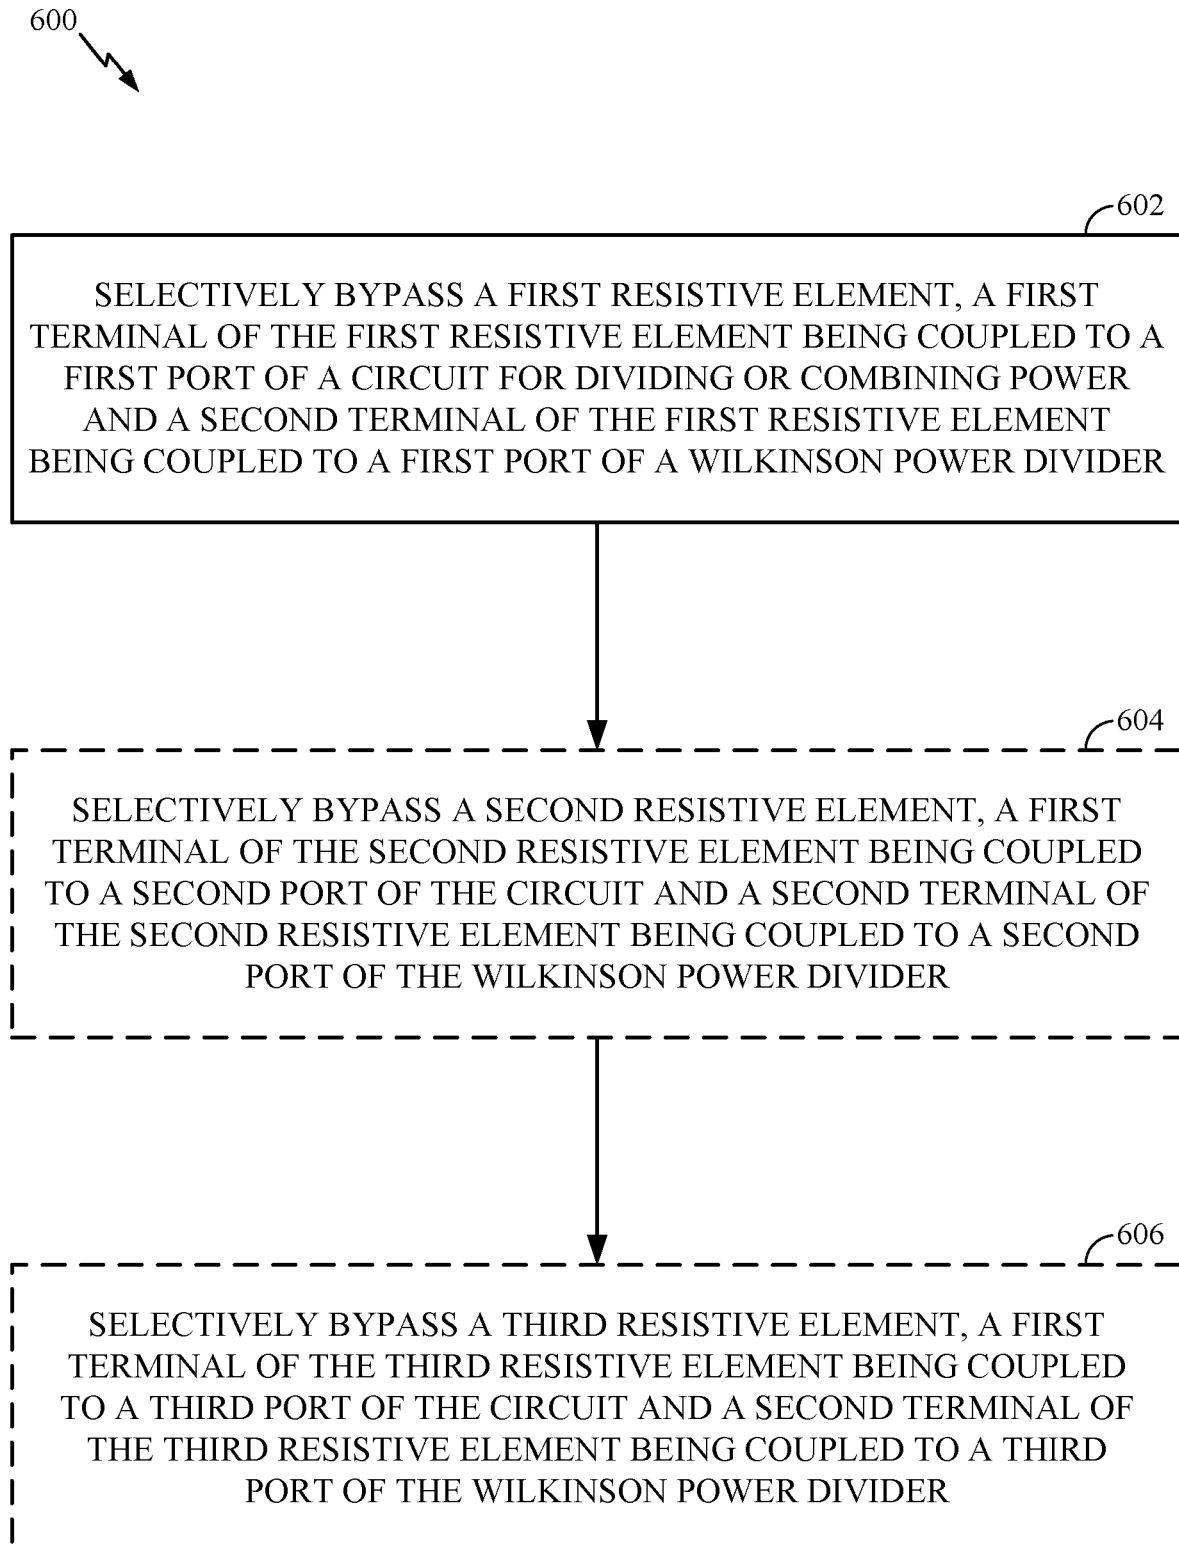 600
602
SELECTIVELY BYPASS A FIRST RESISTIVE ELEMENT, A FIRST
TERMINAL OF THE FIRST RESISTIVE ELEMENT BEING COUPLED TO A
FIRST PORT OF A CIRCUIT FOR DIVIDING OR COMBINING POWER
AND A SECOND TERMINAL OF THE FIRST RESISTIVE ELEMENT
BEING COUPLED TO A FIRST PORT OF A WILKINSON POWER DIVIDER
604
SELECTIVELY BYPASS A SECOND RESISTIVE ELEMENT, A FIRST
TERMINAL OF THE SECOND RESISTIVE ELEMENT BEING COUPLED
TO A SECOND PORT OF THE CIRCUIT AND A SECOND TERMINAL OF
THE SECOND RESISTIVE ELEMENT BEING COUPLED TO A SECOND
PORT OF THE WILKINSON POWER DIVIDER
606
SELECTIVELY BYPASS A THIRD RESISTIVE ELEMENT, A FIRST
TERMINAL OF THE THIRD RESISTIVE ELEMENT BEING COUPLED
TO A THIRD PORT OF THE CIRCUIT AND A SECOND TERMINAL OF
THE THIRD RESISTIVE ELEMENT BEING COUPLED TO A THIRD
PORT OF THE WILKINSON POWER DIVIDER